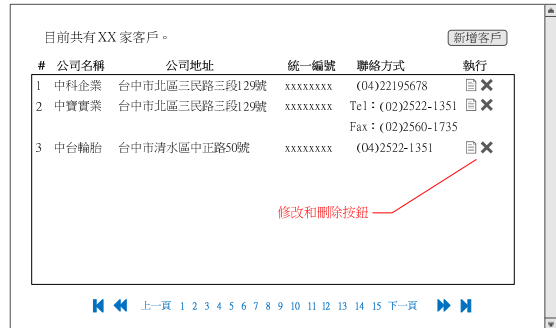 目前共有XX 家客戶。 新增客戶
# 公司名稱 公司地址 統一編號 聯絡方式 執行
1 中科企業 台中市北區三民路三段129號 xxxxxxxx (04)22195678
2 中寶實業 台中市北區三民路三段129號 xxxxxxxx Tel：(02)2522-1351
Fax：(02)2560-1735
3 中台輪胎 台中市清水區中正路50號 xxxxxxxx (04)2522-1351
修改和刪除按鈕
上一頁 1 2 3 4 5 6 7 8 9 10 11 12 13 14 15 下一頁